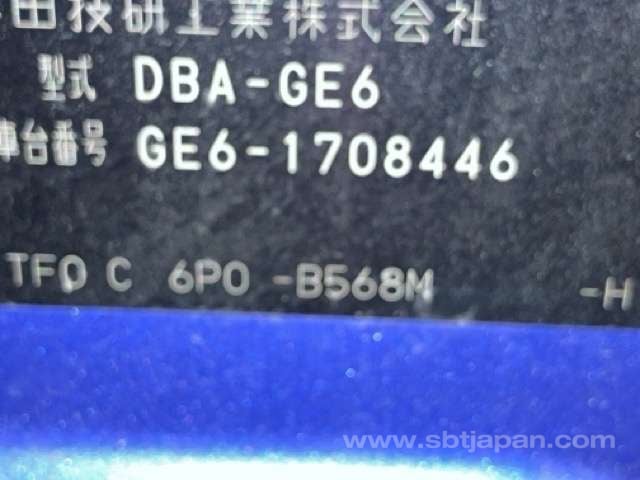 田技研工業株式会社
型式 DBA-GE6
車台番号 GE6-1708446
TFO C 6P0 -B568M -H
www.sbtjapan.com